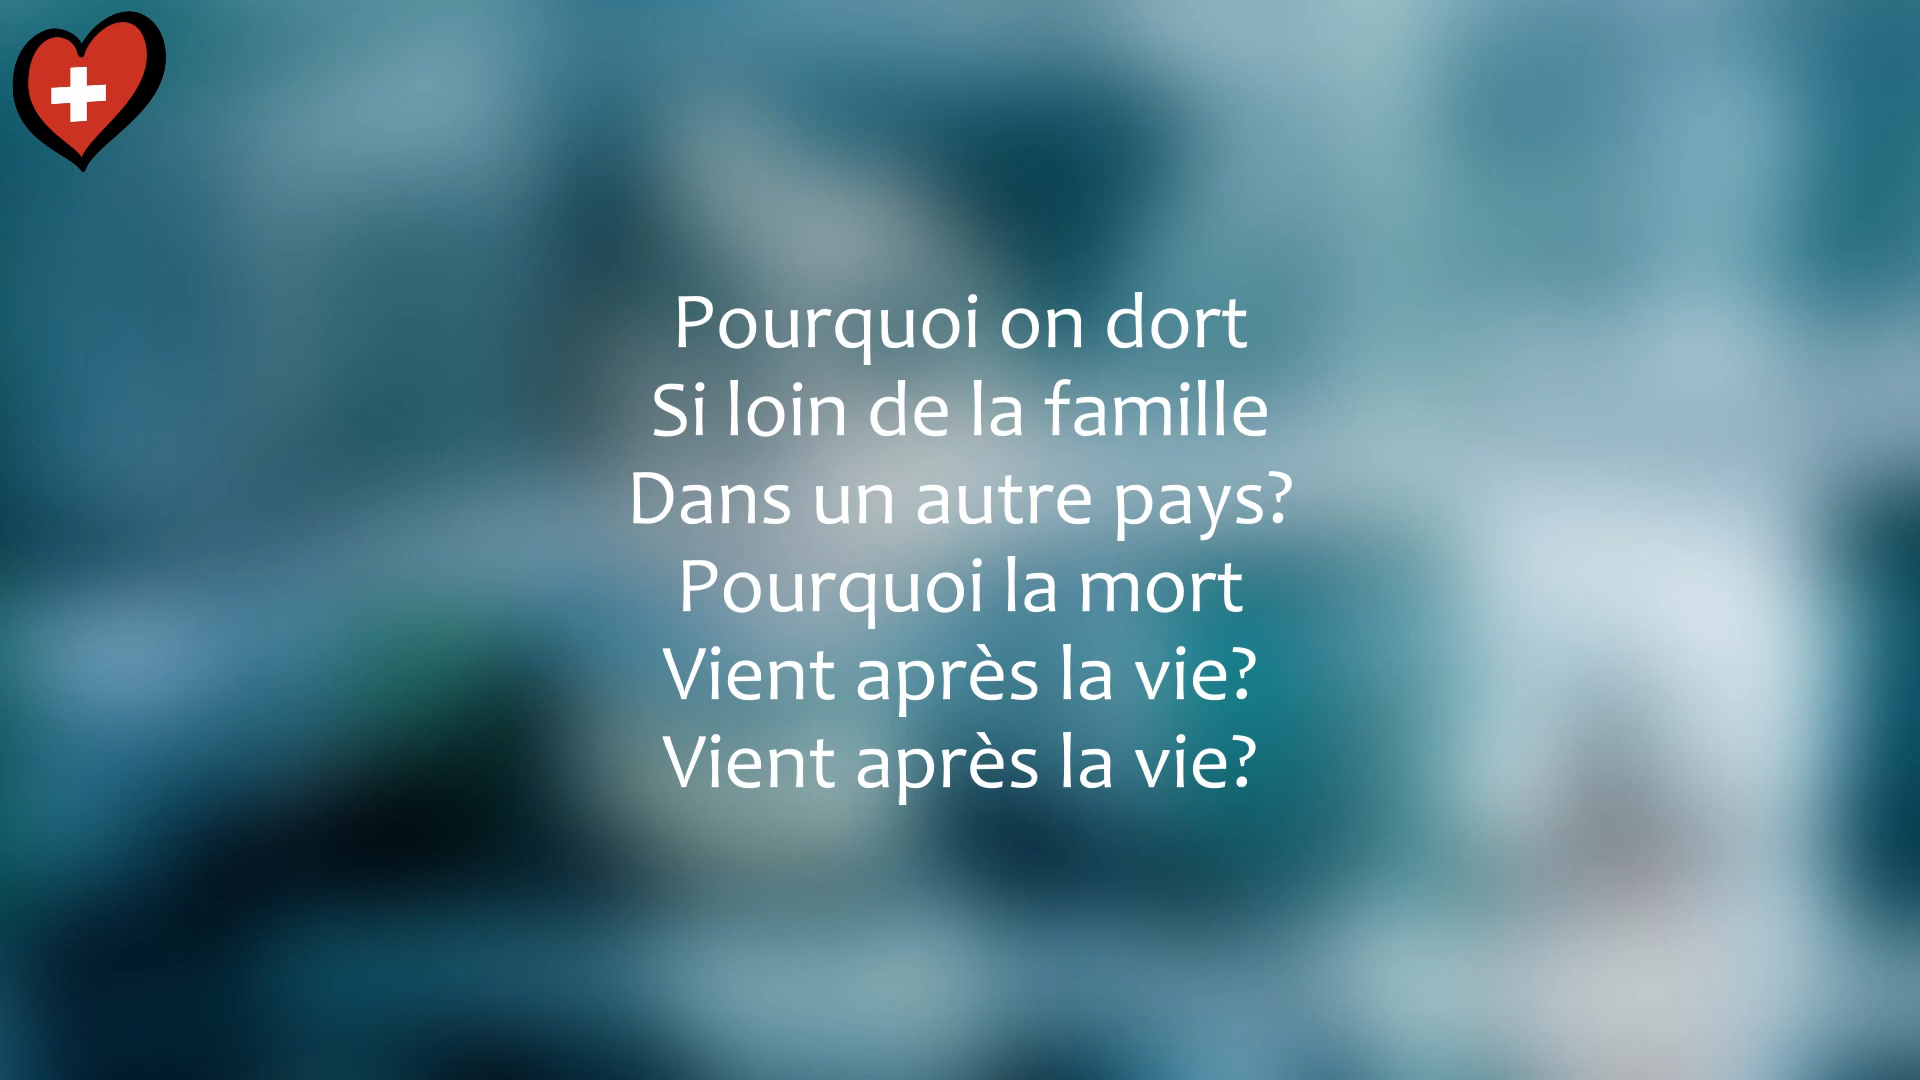 Pourquoi on dort
Si loin de la famille
Dans un autre pays?
Pourquoi la mort
Vient après la vie?
Vient après la vie?